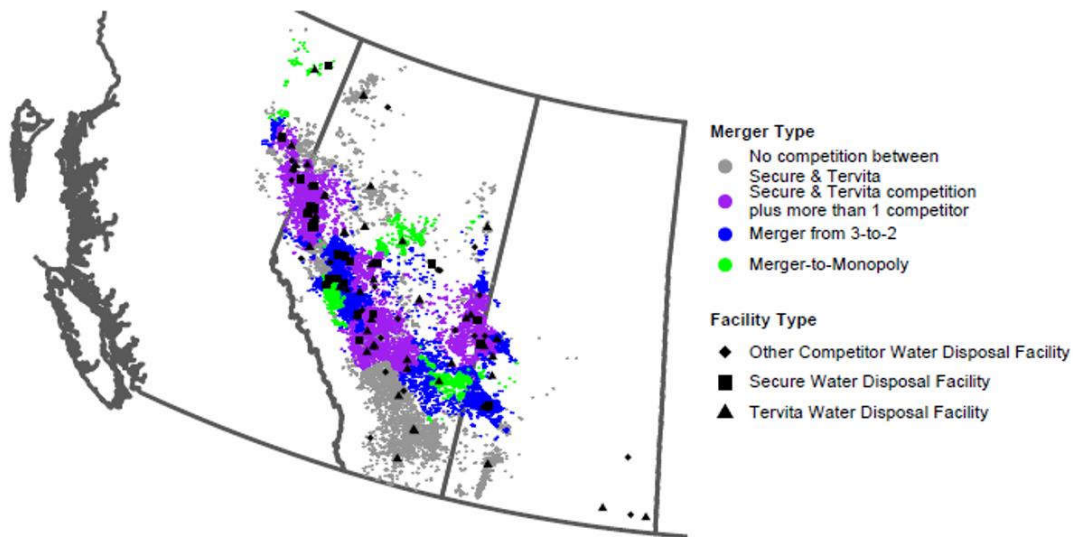 Merger Type
No competition between
Secure & Tervita
Secure & Tervita competition
plus more than 1 competitor
Merger from 3-to-2
Merger-to-Monopoly
Facility Type
Other Competitor Water Disposal Facility
Secure Water Disposal Facility
Tervita Water Disposal Facility